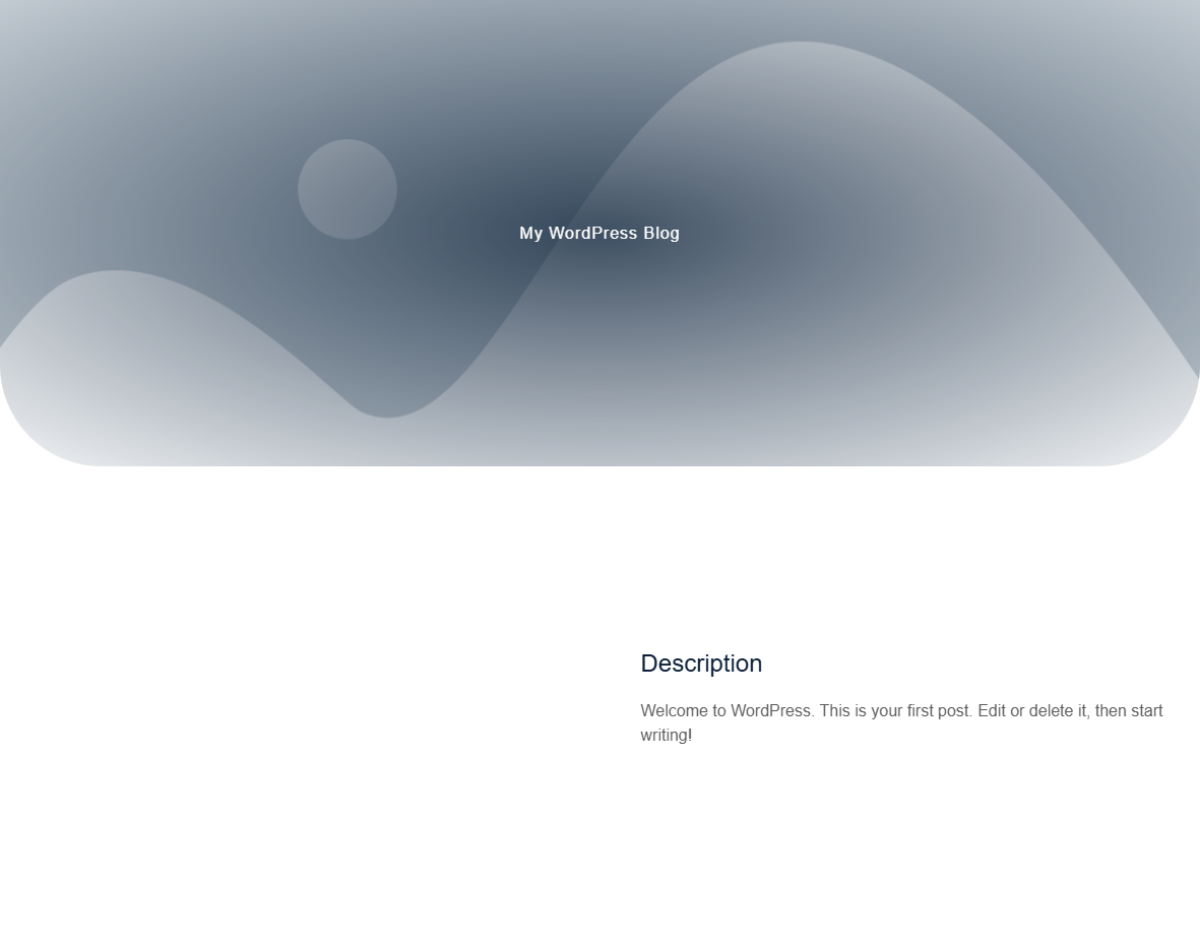 My WordPress Blog
Description
Welcome to WordPress. This is your first post. Edit or delete it, then start
writing!